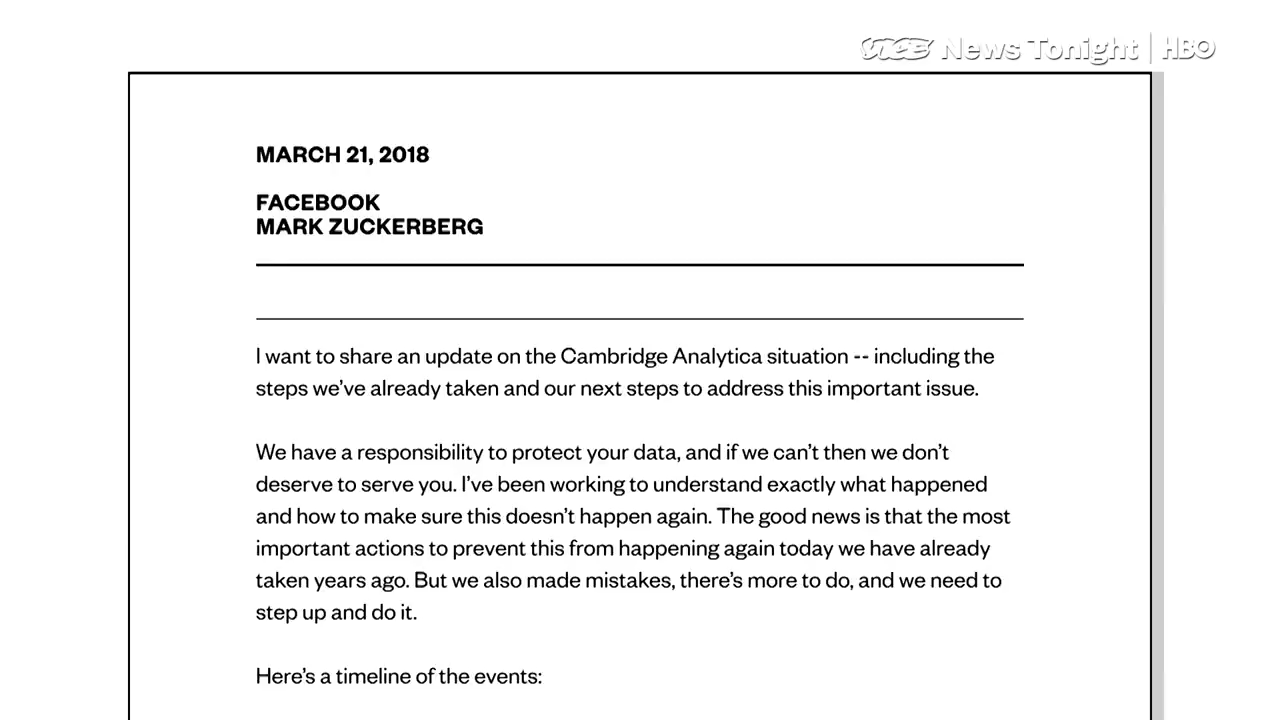 VICE News Tonight | HBO
MARCH 21, 2018
FACEBOOK
MARK ZUCKERBERG
I want to share an update on the Cambridge Analytica situation -- including the
steps we’ve already taken and our next steps to address this important issue.
We have a responsibility to protect your data, and if we can’t then we don’t
deserve to serve you. I’ve been working to understand exactly what happened
and how to make sure this doesn’t happen again. The good news is that the most
important actions to prevent this from happening again today we have already
taken years ago. But we also made mistakes, there’s more to do, and we need to
step up and do it.
Here’s a timeline of the events: